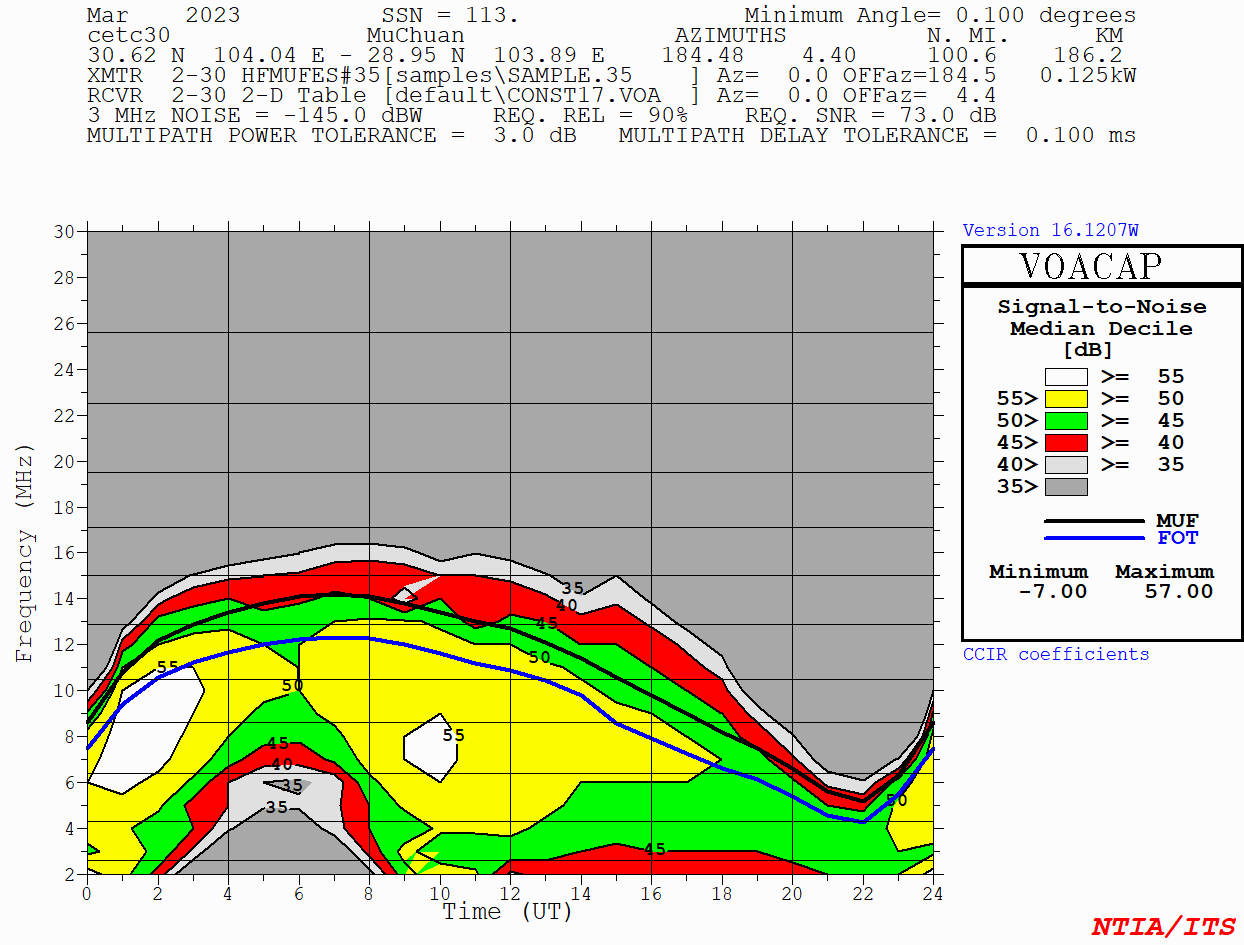 Mar    2023          SSN = 113.                Minimum Angle= 0.100 degrees
cetc30              MuChuan               AZIMUTHS          N. MI.      KM
30.62 N  104.04 E - 28.95 N  103.89 E    184.48    4.40     100.6    186.2
XMTR  2-30 HFMUFES#35[samples\SAMPLE.35    ] Az=  0.0 OFFaz=184.5   0.125kW
RCVR  2-30 2-D Table [default\CONST17.VOA  ] Az=  0.0 OFFaz=  4.4
3 MHz NOISE = -145.0 dBW     REQ. REL = 90%    REQ. SNR = 73.0 dB
MULTIPATH POWER TOLERANCE =  3.0 dB   MULTIPATH DELAY TOLERANCE =  0.100 ms
Version 16.1207W
VOACAP
Signal-to-Noise
Median Decile
[dB]
>= 55
55> >= 50
50> >= 45
45> >= 40
40> >= 35
35>
MUF
FOT
Minimum Maximum
-7.00 57.00
CCIR coefficients
Frequency (MHz)
30
28
26
24
22
20
18
16
14
12
10
8
6
4
2
35
40
45
50
55
50
55
45
40
35
35
50
45
0 2 4 6 8 10 12 14 16 18 20 22 24
Time (UT)
NTIA/ITS